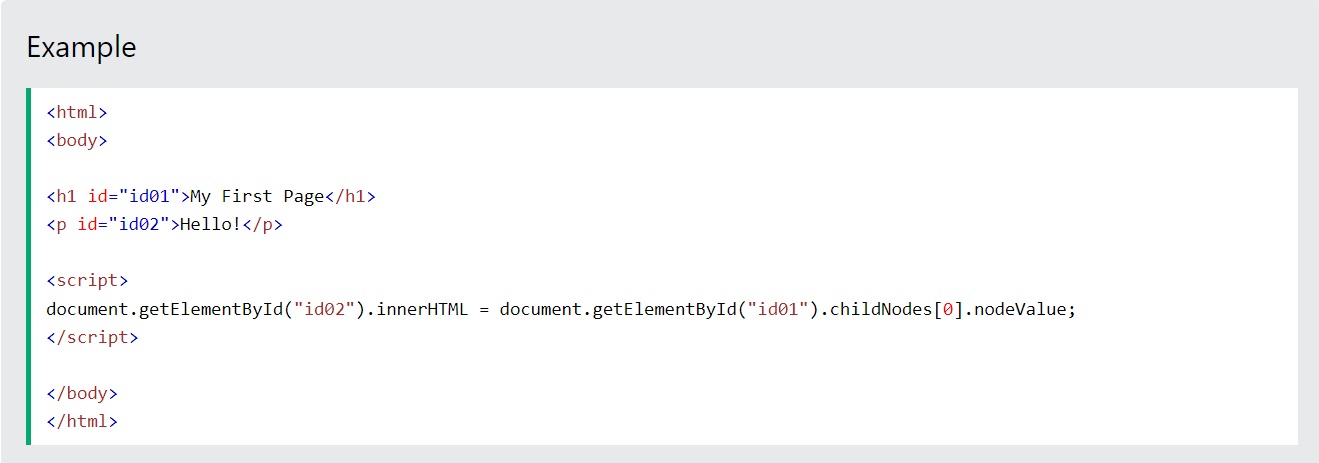 Example
<html>
<body>
<h1 id="id01">My First Page</h1>
<p id="id02">Hello!</p>
<script>
document.getElementById("id02").innerHTML = document.getElementById("id01").childNodes[0].nodeValue;
</script>
</body>
</html>